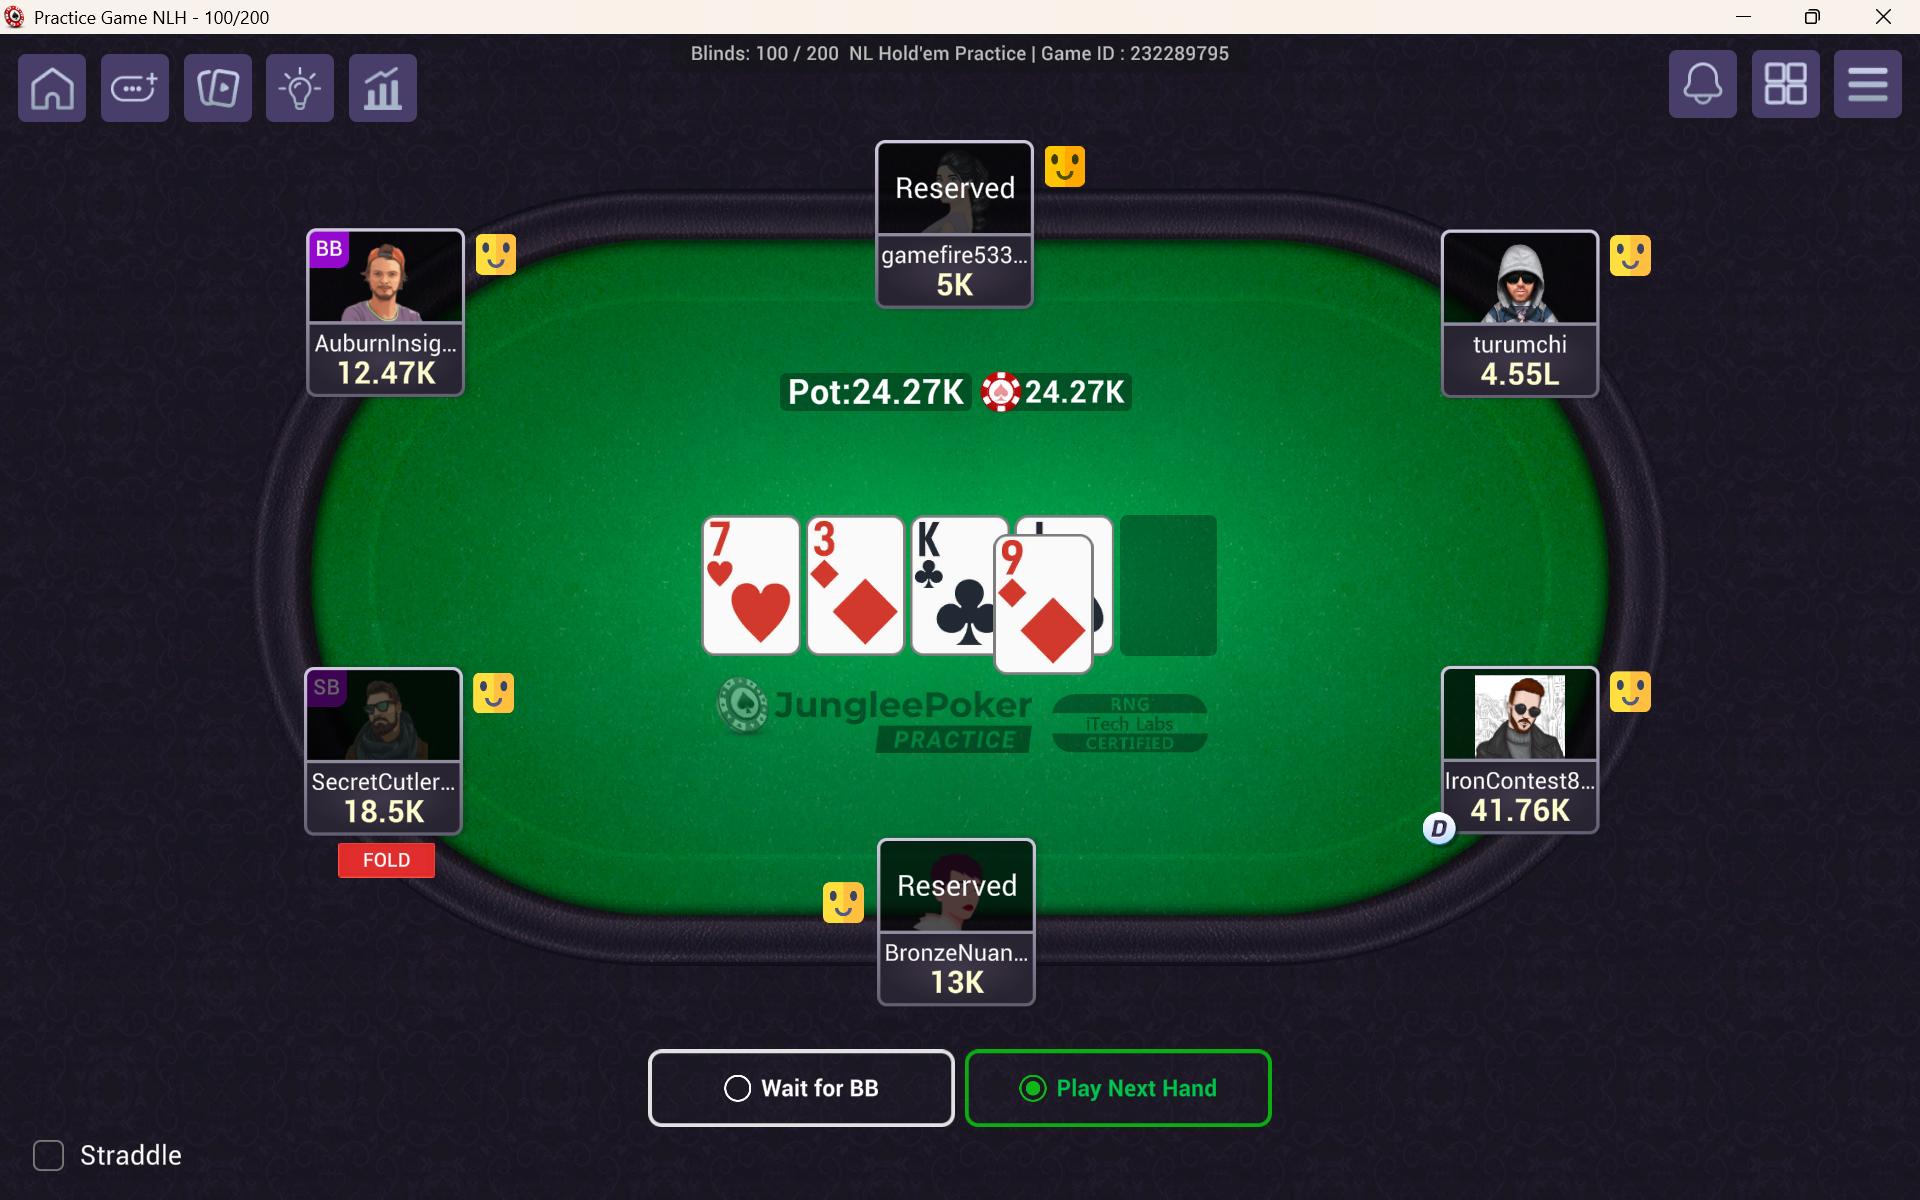 Practice Game NLH - 100/200
Blinds: 100 / 200 NL Hold'em Practice | Game ID : 232289795
Reserved
gamefire533...
5K
BB
AuburnInsig...
12.47K
turumchi
4.55L
Pot:24.27K 24.27K
7 3 K 9
JungleePoker
PRACTICE
RNG
iTech Labs
CERTIFIED
SB
SecretCutler...
18.5K
FOLD
IronContest8...
41.76K
D
Reserved
BronzeNuan...
13K
Wait for BB
Play Next Hand
Straddle